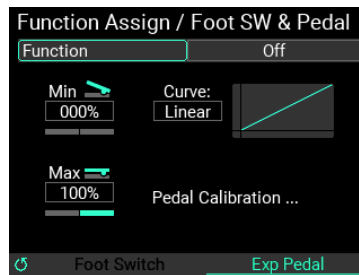 Function Assign / Foot SW & Pedal
Function Off
Min
000%
Curve:
Linear
Max
100%
Pedal Calibration ...
Foot Switch Exp Pedal